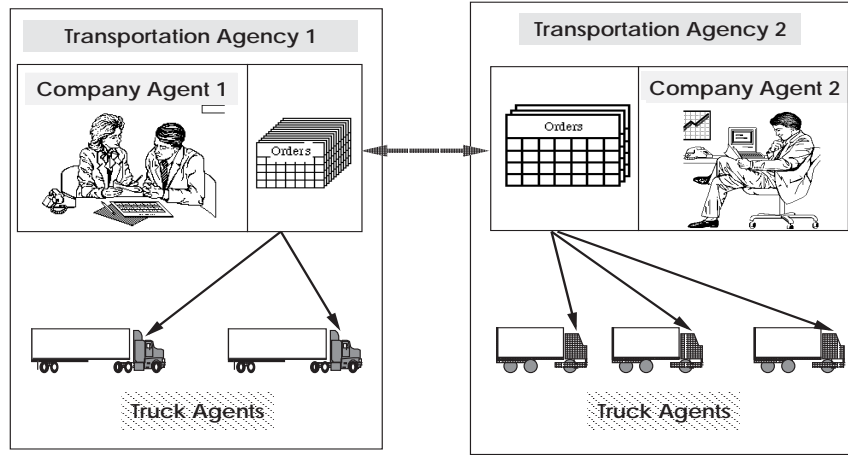 Transportation Agency 1
Company Agent 1
Orders
Truck Agents
Transportation Agency 2
Orders
Company Agent 2
Truck Agents